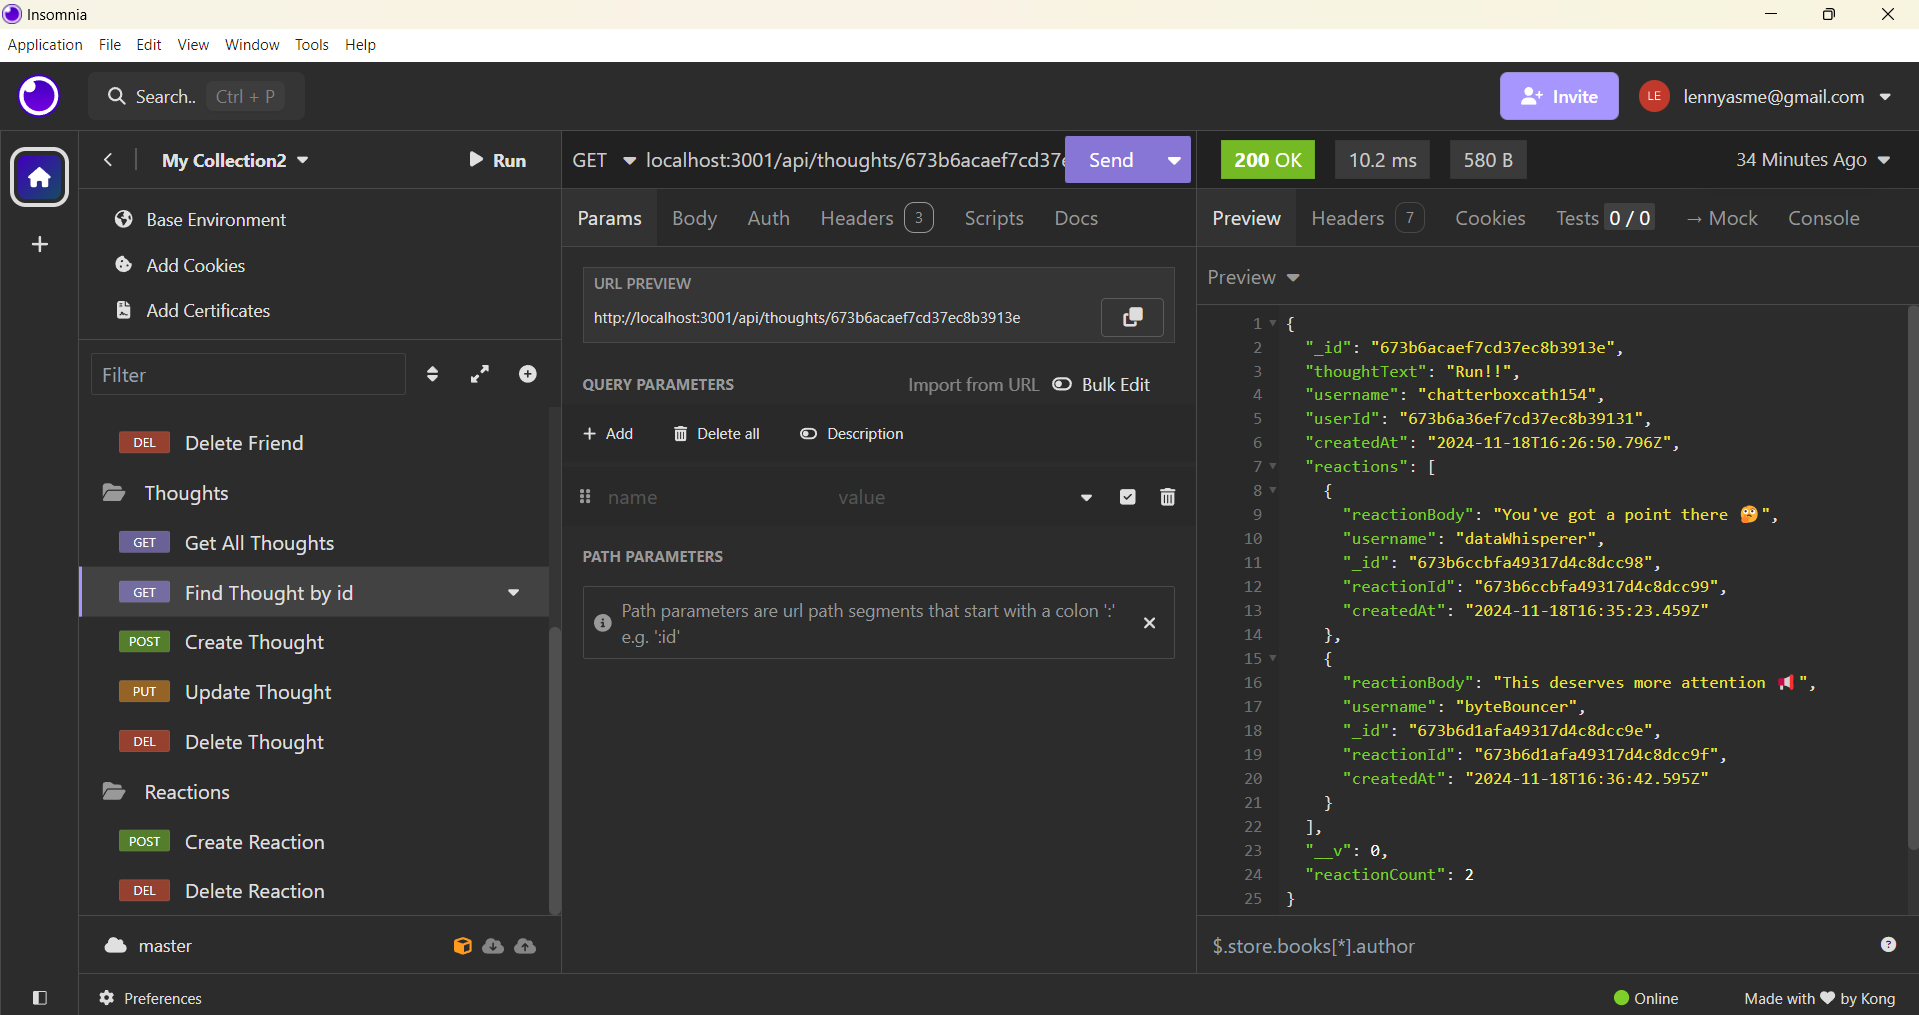 Insomnia
Application File Edit View Window Tools Help
Search.. Ctrl + P
Invite
LE lennyasme@gmail.com
My Collection2
Run
Base Environment
Add Cookies
Add Certificates
Filter
DEL Delete Friend
Thoughts
GET Get All Thoughts
GET Find Thought by id
POST Create Thought
PUT Update Thought
DEL Delete Thought
Reactions
POST Create Reaction
DEL Delete Reaction
master
Preferences
GET localhost:3001/api/thoughts/673b6acaef7cd37e
Send
Params Body Auth Headers 3 Scripts Docs
URL PREVIEW
http://localhost:3001/api/thoughts/673b6acaef7cd37ec8b3913e
QUERY PARAMETERS Import from URL Bulk Edit
+ Add Delete all Description
name value
PATH PARAMETERS
Path parameters are url path segments that start with a colon ':'
e.g. ':id'
200 OK 10.2 ms 580 B 34 Minutes Ago
Preview Headers 7 Cookies Tests 0 / 0 → Mock Console
Preview
1 {
2 "_id": "673b6acaef7cd37ec8b3913e",
3 "thoughtText": "Run!!",
4 "username": "chatterboxcath154",
5 "userId": "673b6a36ef7cd37ec8b39131",
6 "createdAt": "2024-11-18T16:26:50.796Z",
7 "reactions": [
8 {
9 "reactionBody": "You've got a point there 🤔",
10 "username": "dataWhisperer",
11 "_id": "673b6ccbfa49317d4c8dcc98",
12 "reactionId": "673b6ccbfa49317d4c8dcc99",
13 "createdAt": "2024-11-18T16:35:23.459Z"
14 },
15 {
16 "reactionBody": "This deserves more attention 📢",
17 "username": "byteBouncer",
18 "_id": "673b6d1afa49317d4c8dcc9e",
19 "reactionId": "673b6d1afa49317d4c8dcc9f",
20 "createdAt": "2024-11-18T16:36:42.595Z"
21 }
22 ],
23 "__v": 0,
24 "reactionCount": 2
25 }
$.store.books[*].author
Online
Made with ♥ by Kong